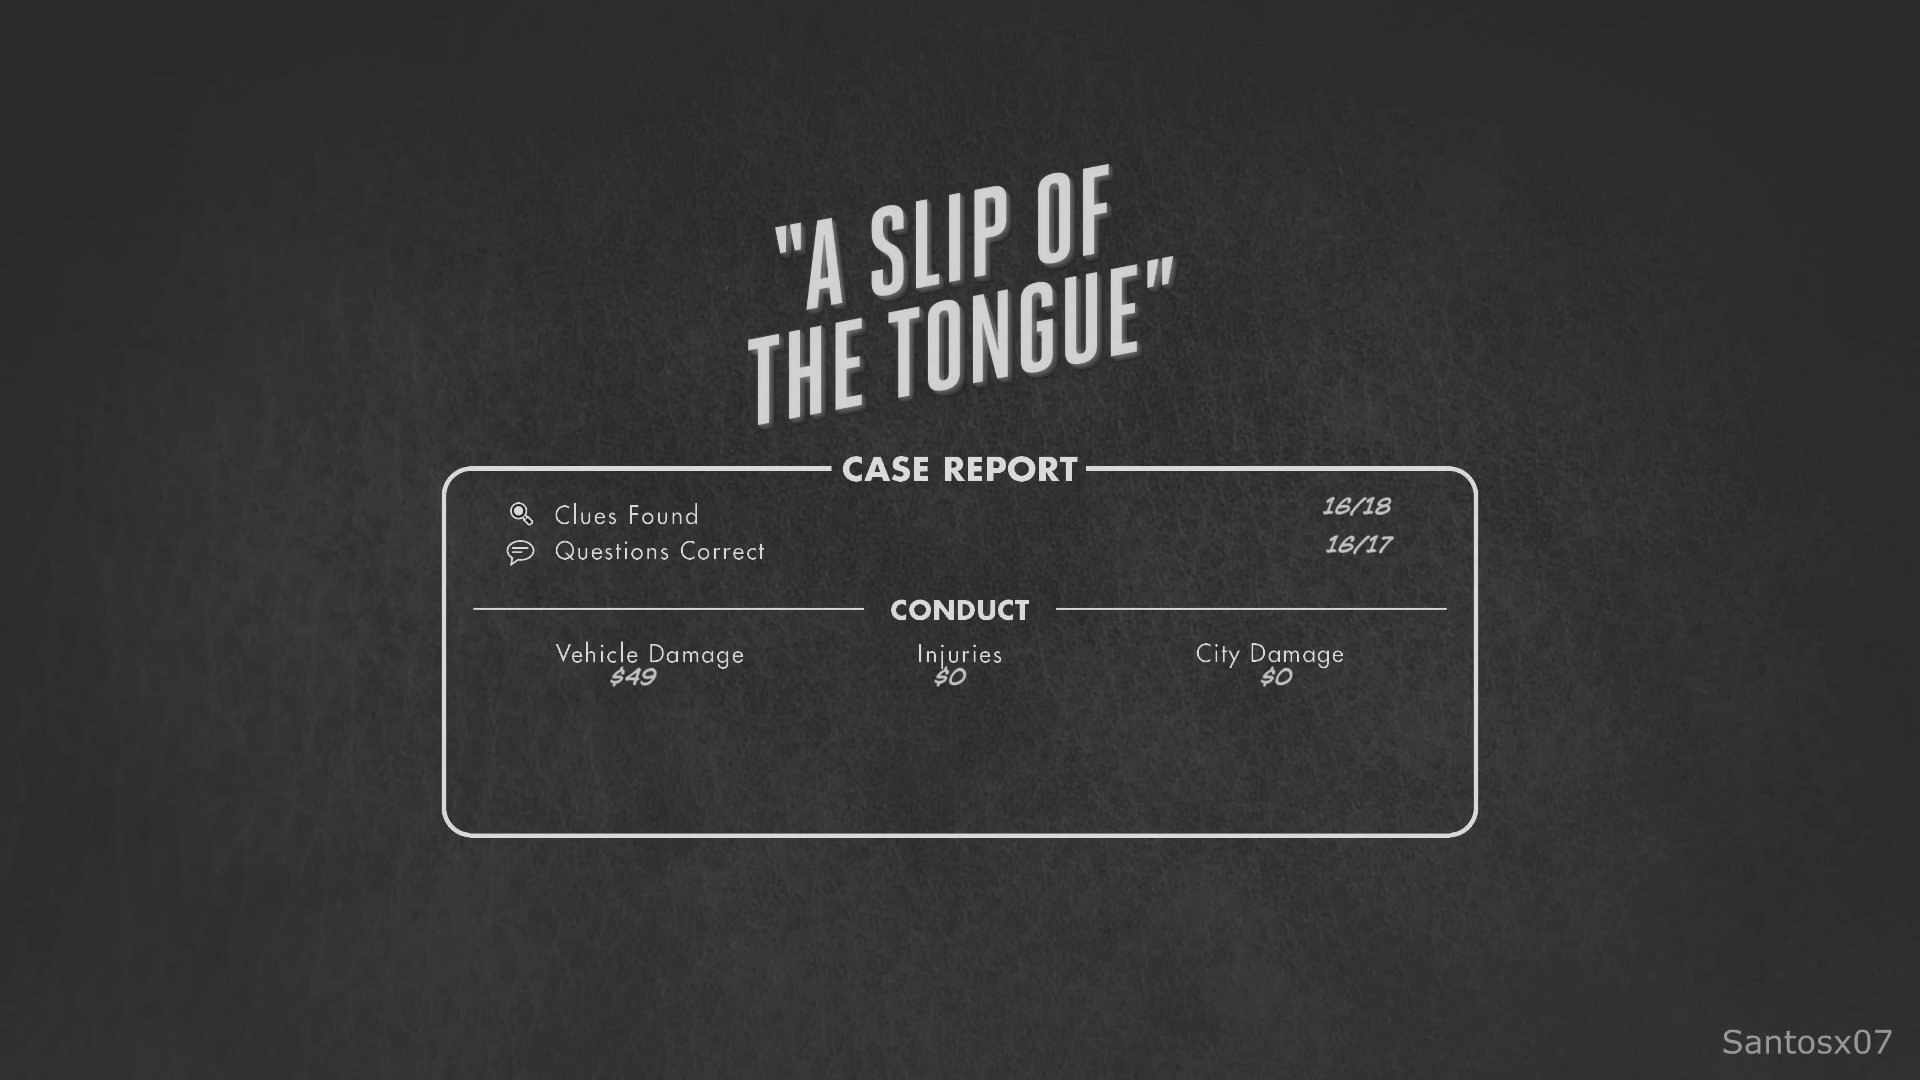 "A SLIP OF
THE TONGUE"
CASE REPORT
Clues Found 16/18
Questions Correct 16/17
CONDUCT
Vehicle Damage Injuries City Damage
$49 $0 $0
Santosx07